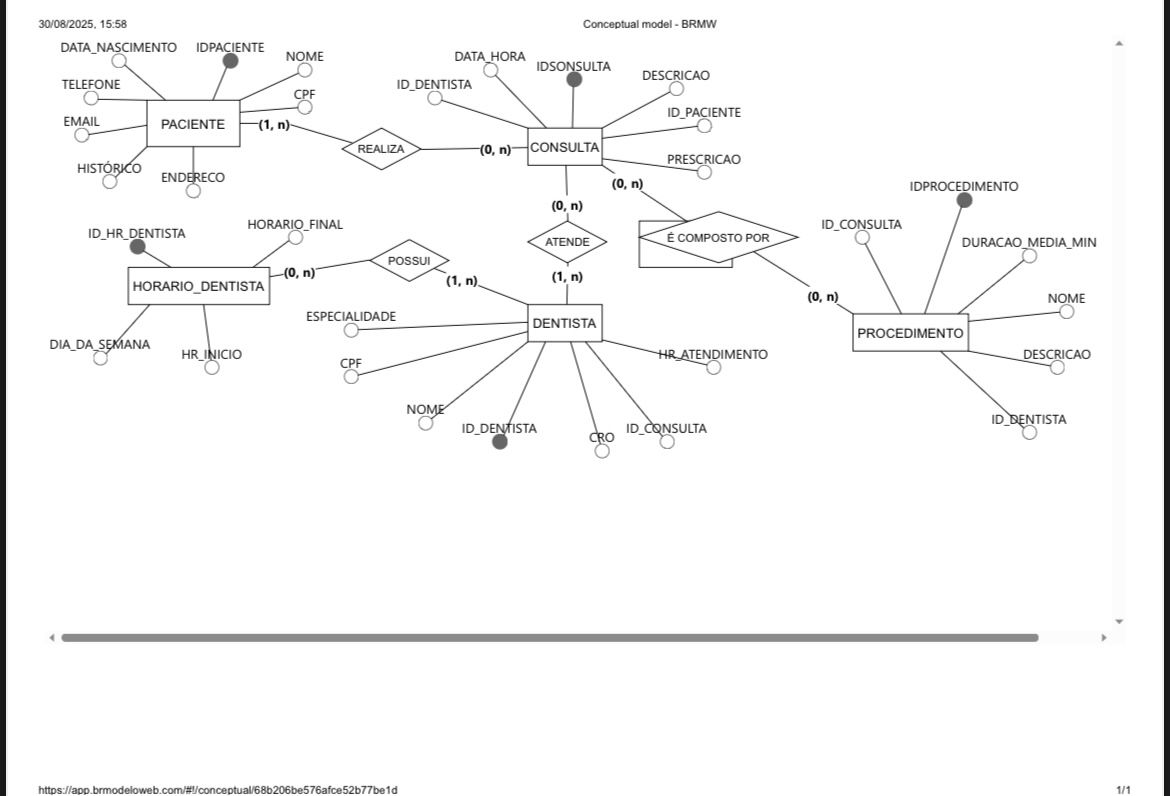 30/08/2025, 15:58
Conceptual model - BRMW
DATA_NASCIMENTO
IDPACIENTE
NOME
TELEFONE
CPF
EMAIL
PACIENTE
(1, n)
HISTÓRICO
ENDERECO
REALIZA
(0, n)
DATA_HORA
IDSONSULTA
DESCRICAO
ID_DENTISTA
ID_PACIENTE
CONSULTA
PRESCRICAO
(0, n)
(0, n)
ATENDE
(1, n)
É COMPOSTO POR
(0, n)
IDPROCEDIMENTO
ID_CONSULTA
DURACAO_MEDIA_MIN
NOME
PROCEDIMENTO
DESCRICAO
ID_DENTISTA
ID_HR_DENTISTA
HORARIO_FINAL
HORARIO_DENTISTA
(0, n)
POSSUI
(1, n)
DIA_DA_SEMANA
HR_INICIO
ESPECIALIDADE
DENTISTA
CPF
HR_ATENDIMENTO
NOME
ID_DENTISTA
CRO
ID_CONSULTA
https://app.brmodeloweb.com/#!/conceptual/68b206be576afce52b77be1d
1/1